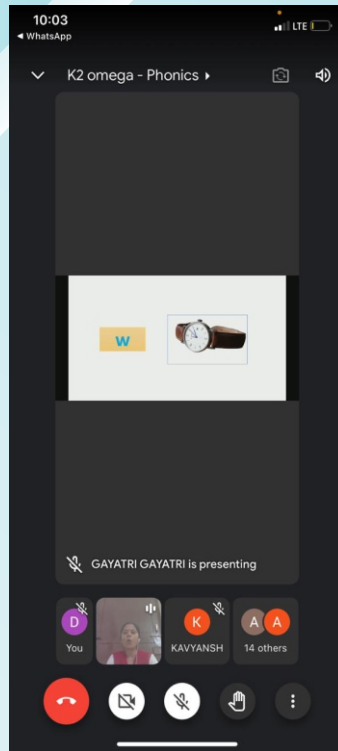 10:03
LTE
◀ WhatsApp
K2 omega - Phonics ▸
w
GAYATRI GAYATRI is presenting
D
K
A A
You
KAVYANSH
14 others